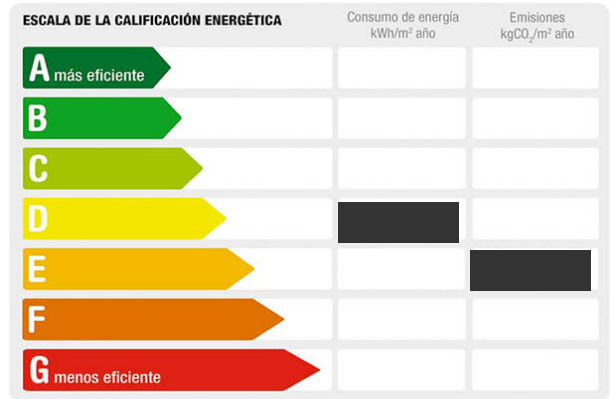 ESCALA DE LA CALIFICACIÓN ENERGÉTICA
Consumo de energía
kWh/m² año
Emisiones
kgCO₂/m² año
A más eficiente
B
C
D
E
F
G menos eficiente